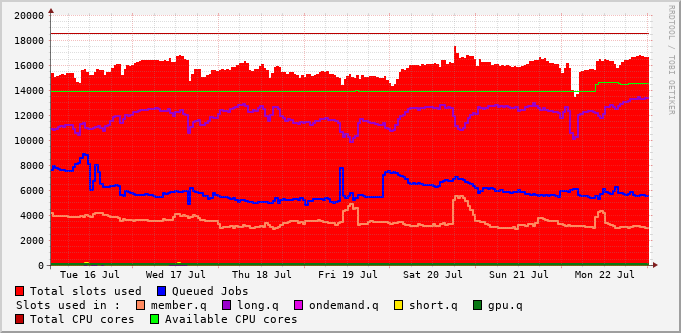 20000
18000
16000
14000
12000
10000
8000
6000
4000
2000
0
Tue 16 Jul Wed 17 Jul Thu 18 Jul Fri 19 Jul Sat 20 Jul Sun 21 Jul Mon 22 Jul
Total slots used Queued Jobs
Slots used in : member.q long.q ondemand.q short.q gpu.q
Total CPU cores Available CPU cores
RRDTOOL / TOBI OETIKER